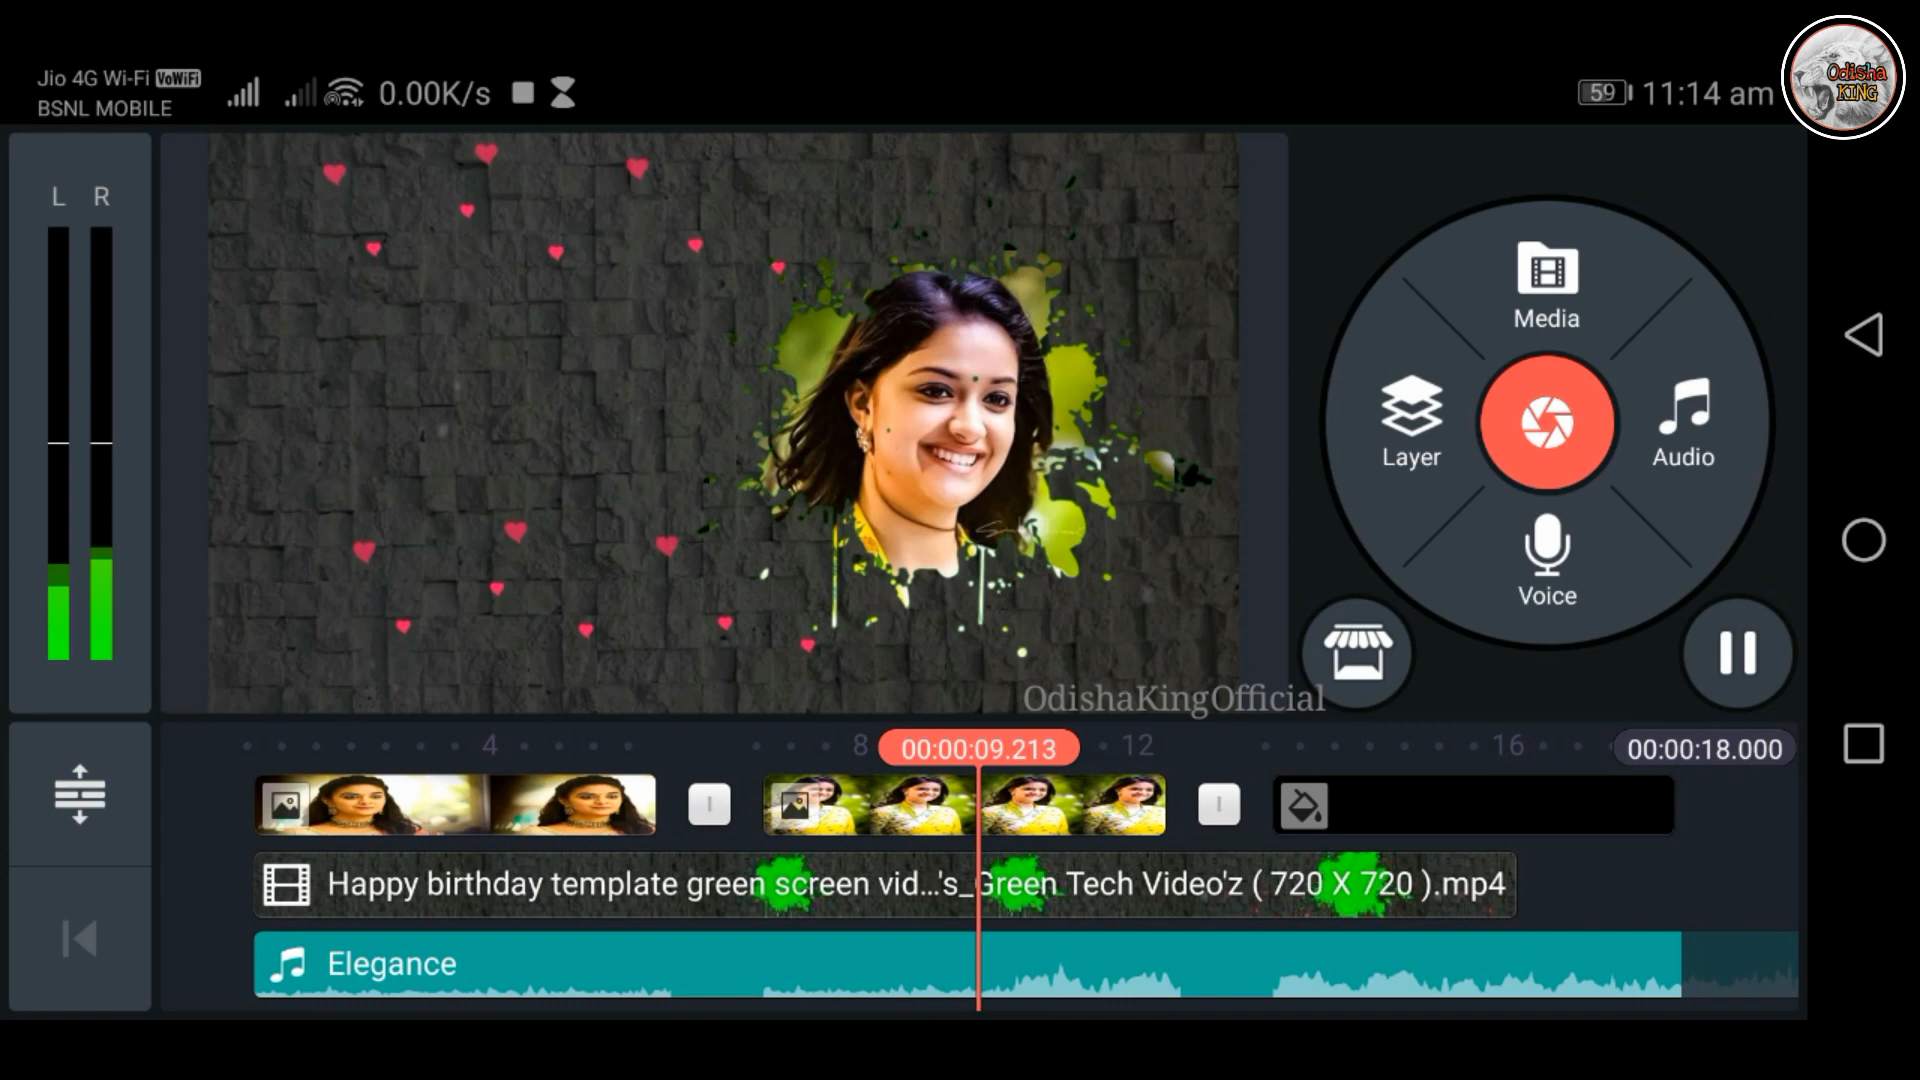 Jio 4G Wi-Fi VoWiFi
BSNL MOBILE
0.00K/s
59
11:14 am
Odisha
KING
L R
Media
Layer
Audio
Voice
OdishaKingOfficial
4
8
00:00:09.213
12
16
00:00:18.000
Happy birthday template green screen vid...'s_Green Tech Video'z ( 720 X 720 ).mp4
Elegance